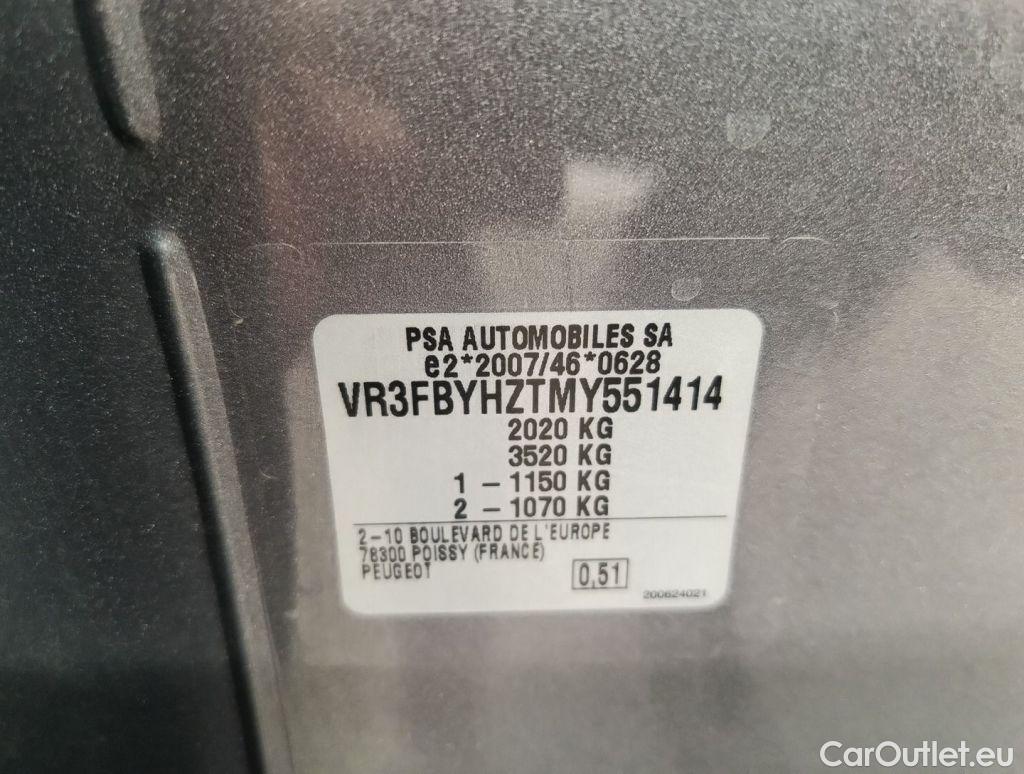 PSA AUTOMOBILES SA
e2*2007/46*0628
VR3FBYHZTMY551414
2020 KG
3520 KG
1 - 1150 KG
2 - 1070 KG
2-10 BOULEVARD DE L'EUROPE
78300 POISSY (FRANCE)
PEUGEOT
0,51
200624021
CarOutlet.eu